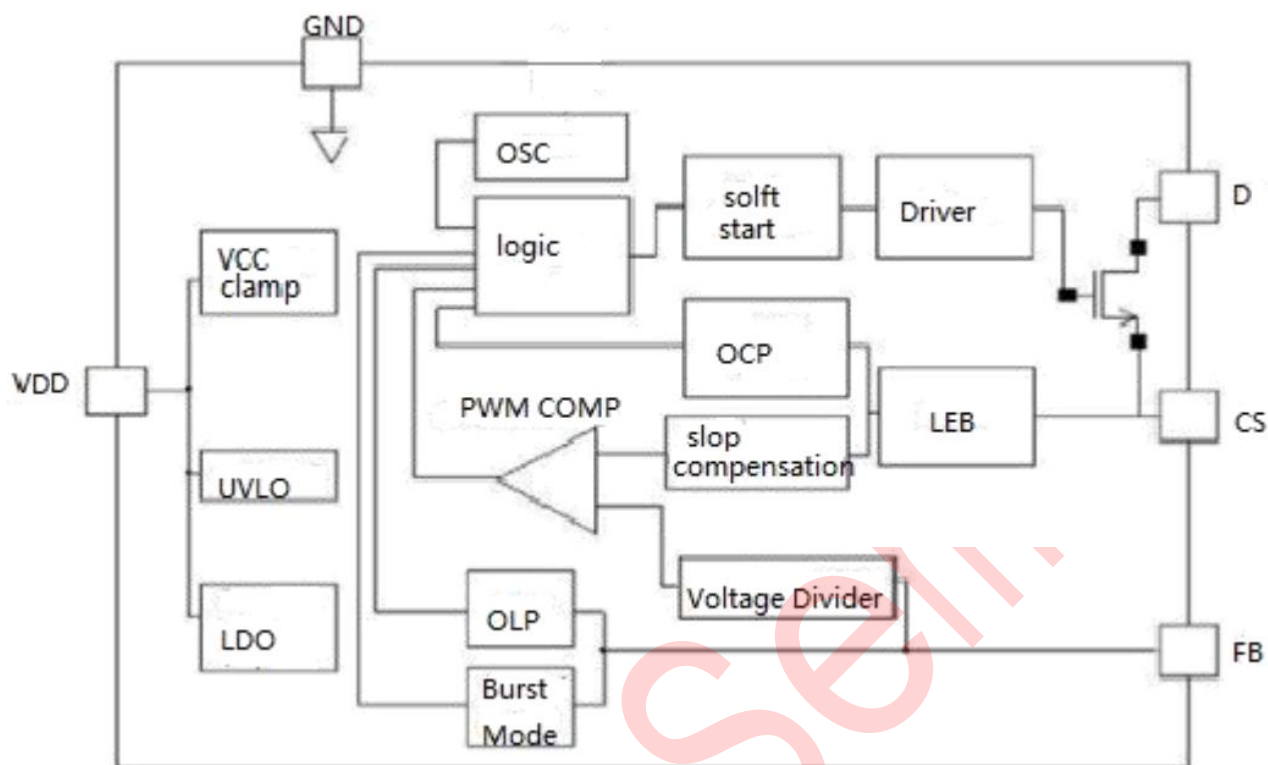 GND
OSC
solft
start
Driver
D
logic
VCC
clamp
OCP
VDD
PWM COMP
slop
compensation
LEB
CS
UVLO
Voltage Divider
OLP
LDO
FB
Burst
Mode
Semi